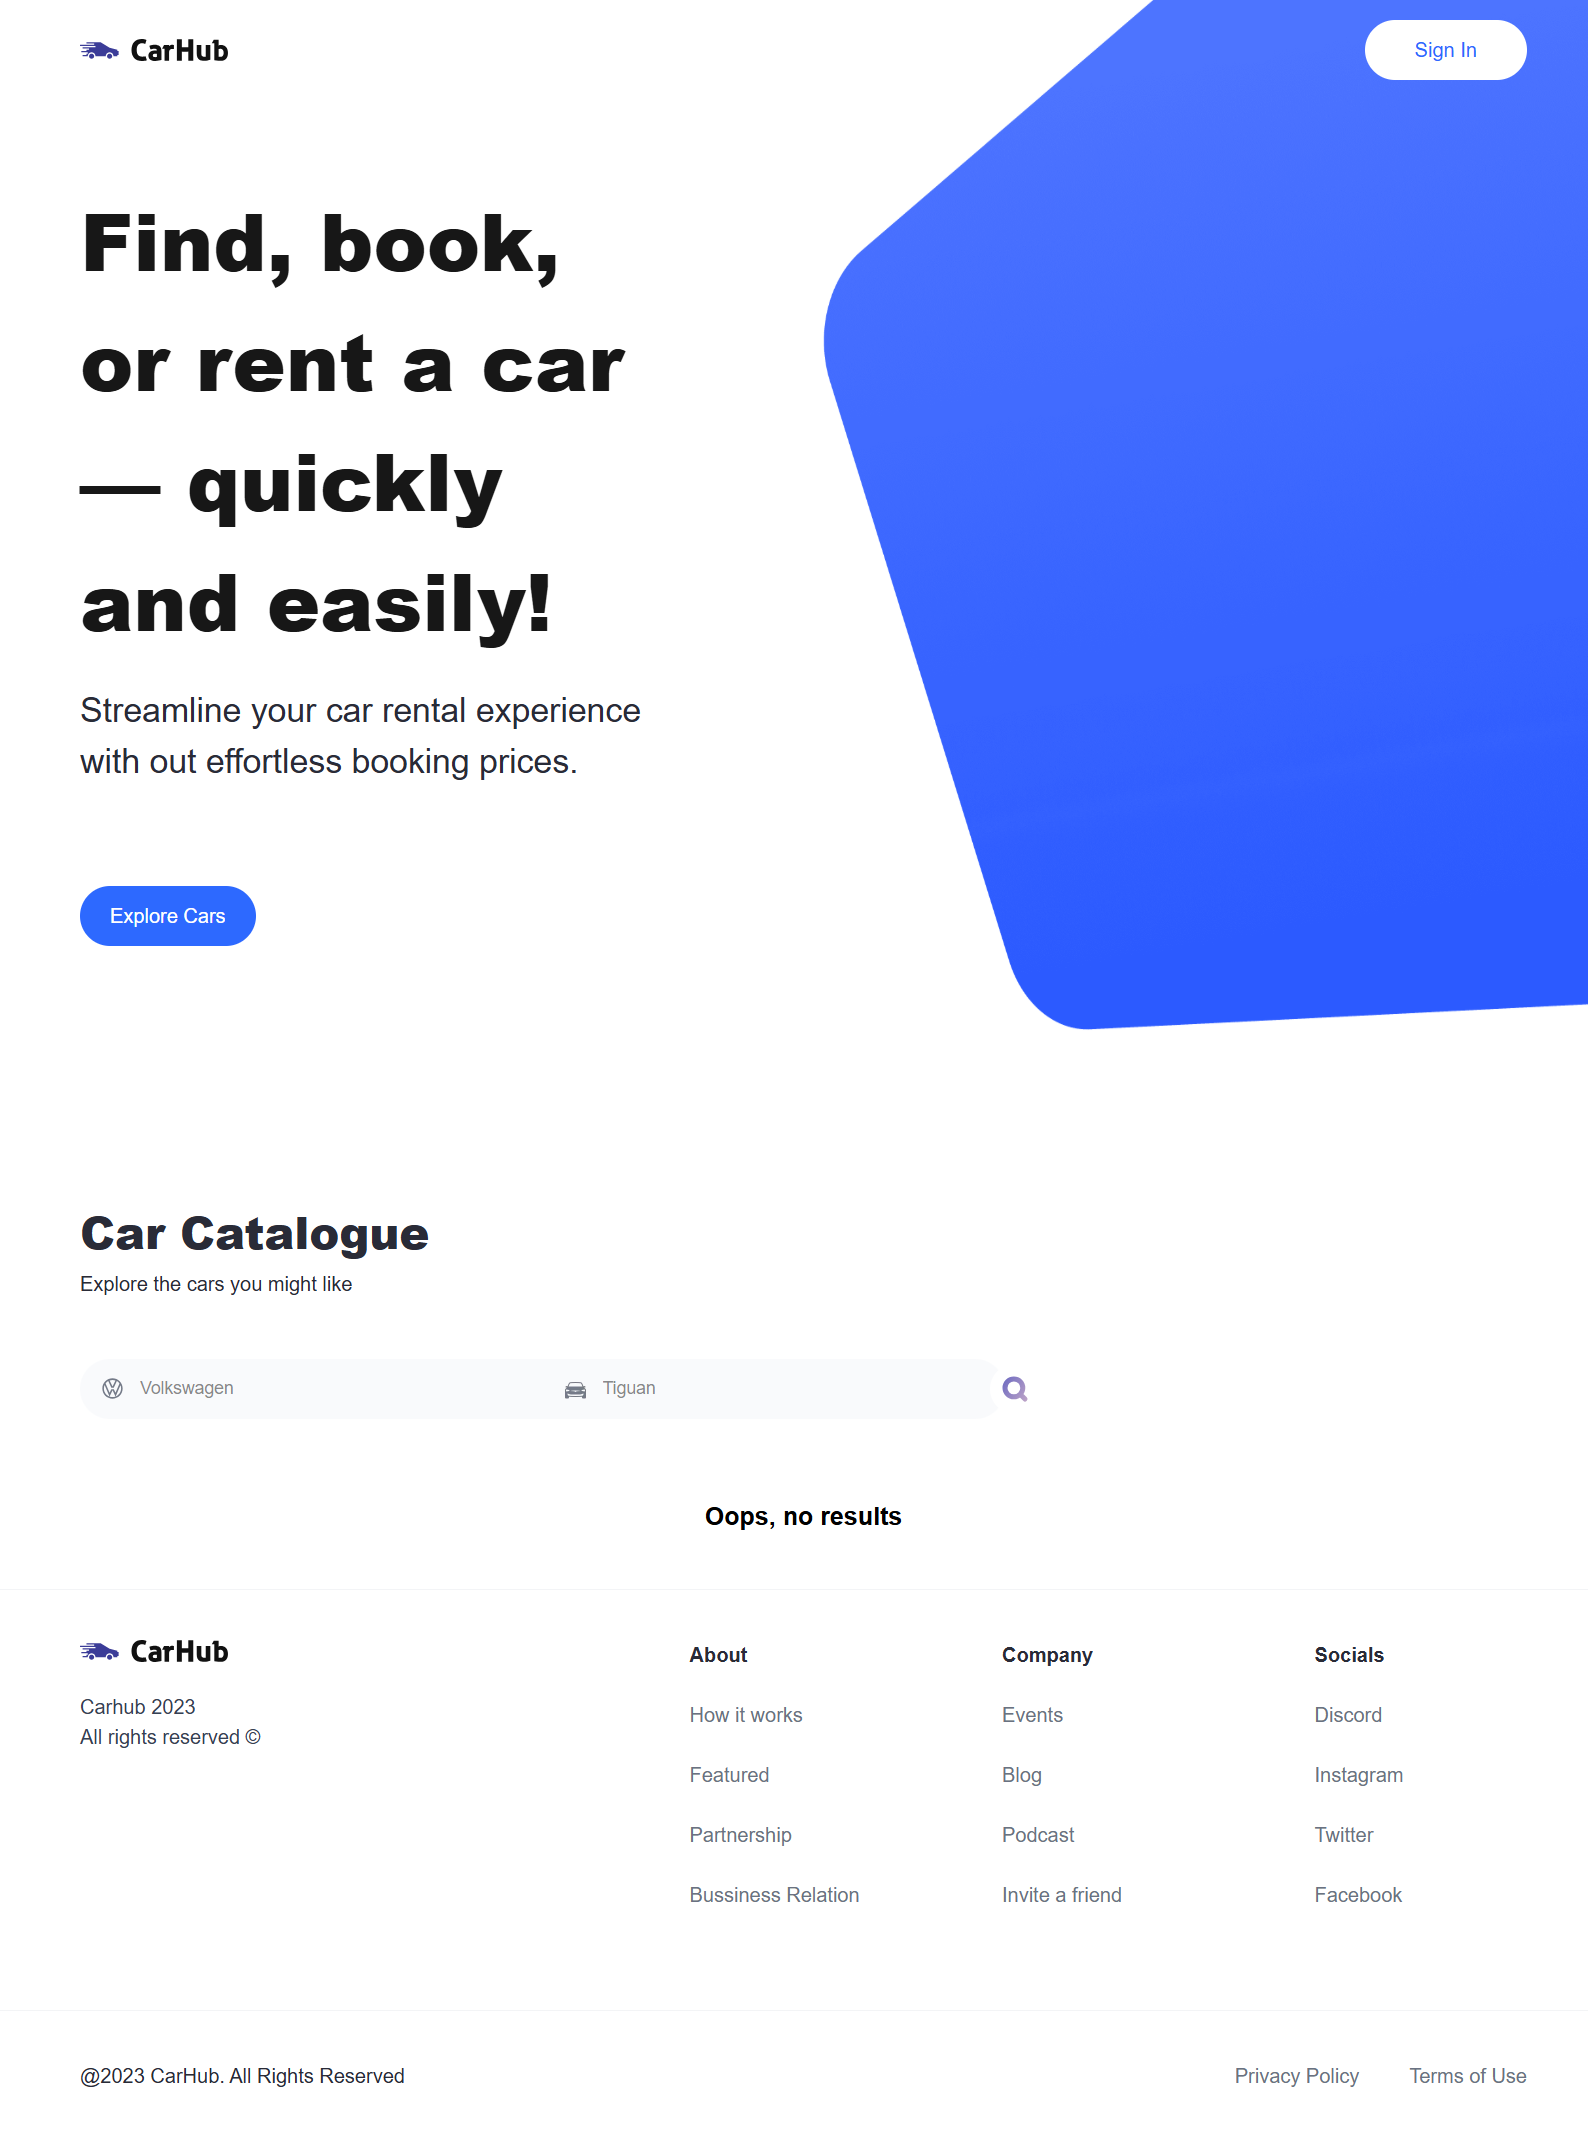 CarHub
Sign In
Find, book,
or rent a car
— quickly
and easily!
Streamline your car rental experience
with out effortless booking prices.
Explore Cars
Car Catalogue
Explore the cars you might like
Volkswagen
Tiguan
Oops, no results
CarHub
Carhub 2023
All rights reserved ©
About
How it works
Featured
Partnership
Bussiness Relation
Company
Events
Blog
Podcast
Invite a friend
Socials
Discord
Instagram
Twitter
Facebook
@2023 CarHub. All Rights Reserved
Privacy Policy
Terms of Use